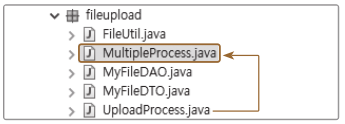 fileupload
FileUtil.java
MultipleProcess.java
MyFileDAO.java
MyFileDTO.java
UploadProcess.java